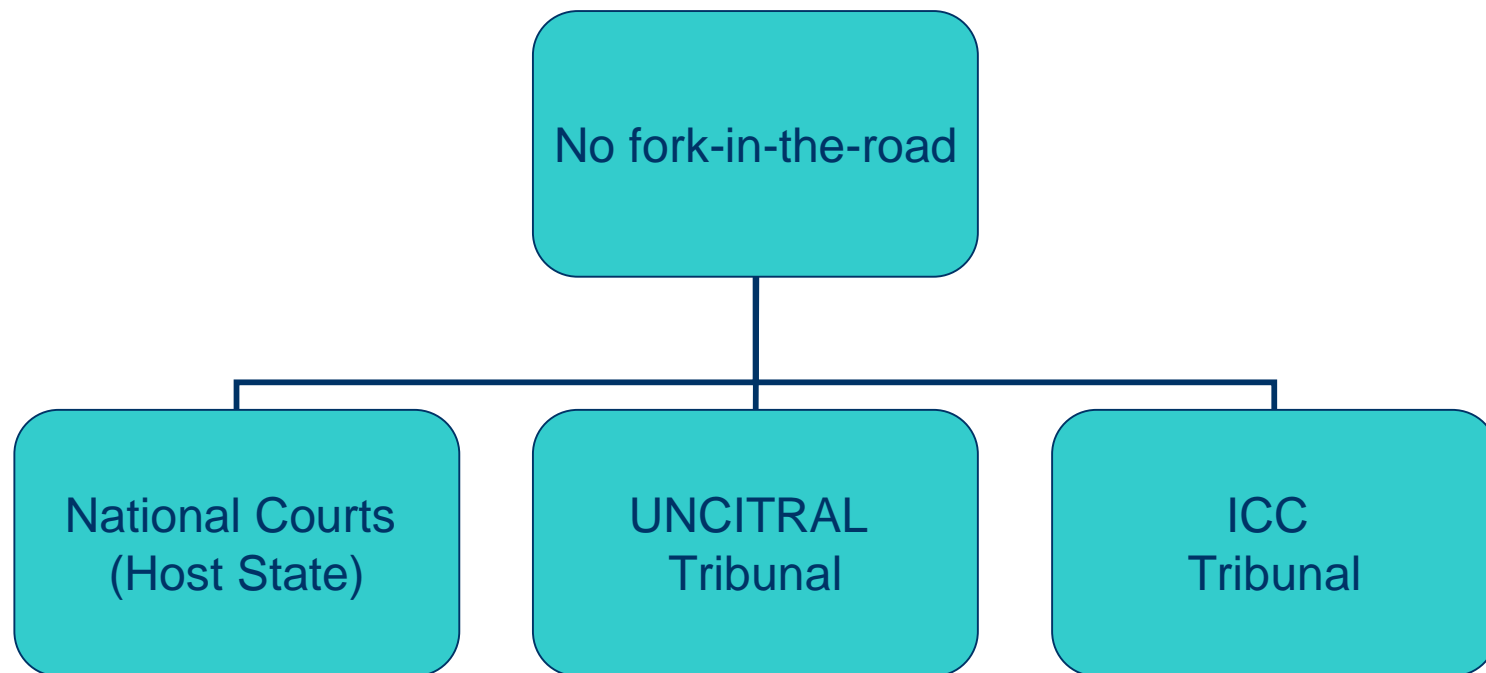 No fork-in-the-road
National Courts
(Host State)
UNCITRAL
Tribunal
ICC
Tribunal